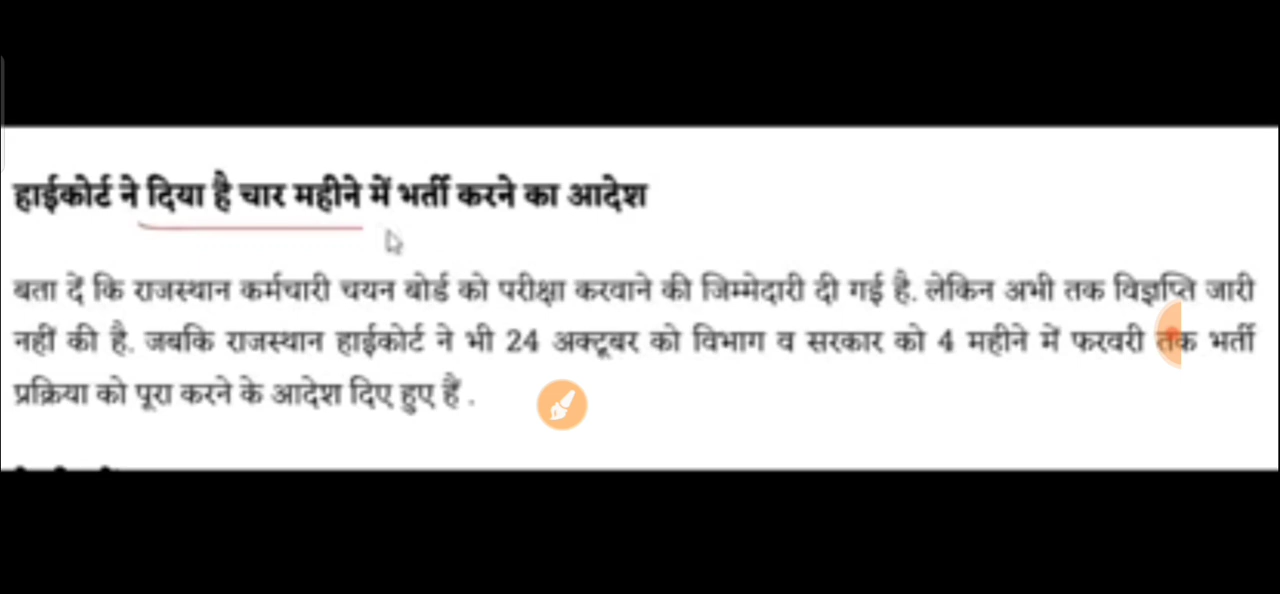 हाईकोर्ट ने दिया है चार महीने में भर्ती करने का आदेश
बता दें कि राजस्थान कर्मचारी चयन बोर्ड को परीक्षा करवाने की जिम्मेदारी दी गई है. लेकिन अभी तक विज्ञप्ति जारी
नहीं की है. जबकि राजस्थान हाईकोर्ट ने भी 24 अक्टूबर को विभाग व सरकार को 4 महीने में फरवरी तक भर्ती
प्रक्रिया को पूरा करने के आदेश दिए हुए हैं .